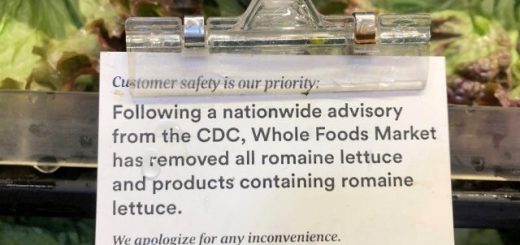 Customer safety is our priority:
Following a nationwide advisory
from the CDC, Whole Foods Market
has removed all romaine lettuce
and products containing romaine
lettuce.
We apologize for any inconvenience.